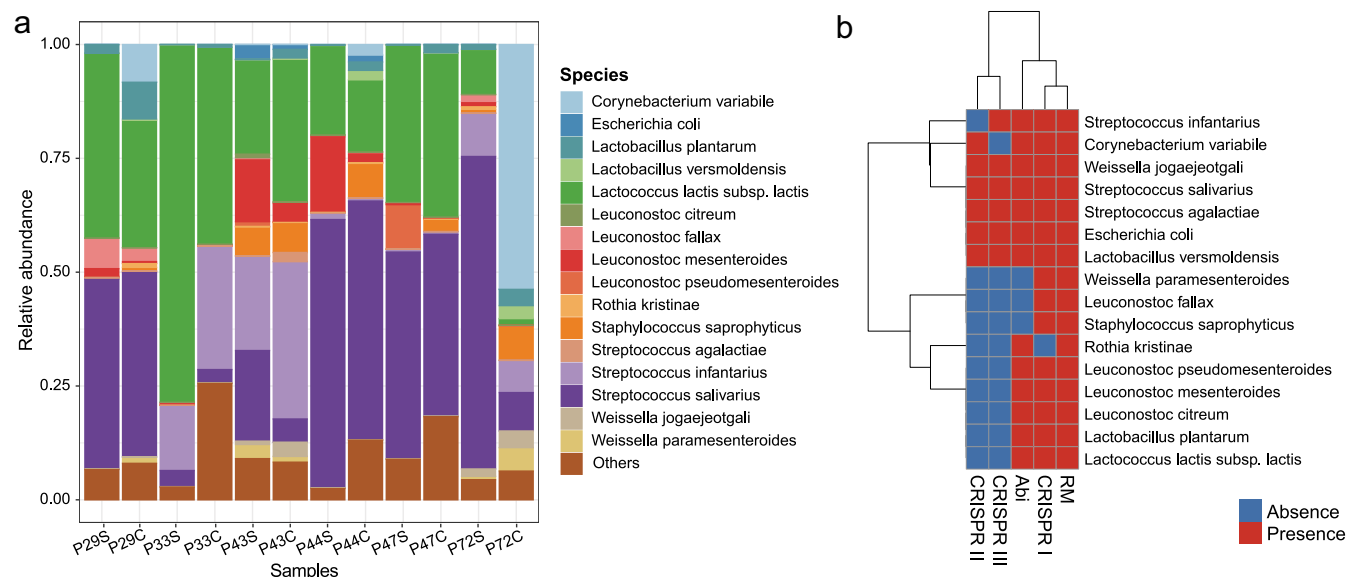 a
1.00
0.75
0.50
0.25
0.00
Relative abundance
P29S
P29C
P33S
P33C
P43S
P43C
P44S
P44C
P47S
P47C
P72S
P72C
Samples
Species
Corynebacterium variabile
Escherichia coli
Lactobacillus plantarum
Lactobacillus versmoldensis
Lactococcus lactis subsp. lactis
Leuconostoc citreum
Leuconostoc fallax
Leuconostoc mesenteroides
Leuconostoc pseudomesenteroides
Rothia kristinae
Staphylococcus saprophyticus
Streptococcus agalactiae
Streptococcus infantarius
Streptococcus salivarius
Weissella jogaejeotgali
Weissella paramesenteroides
Others
b
Streptococcus infantarius
Corynebacterium variabile
Weissella jogaejeotgali
Streptococcus salivarius
Streptococcus agalactiae
Escherichia coli
Lactobacillus versmoldensis
Weissella paramesenteroides
Leuconostoc fallax
Staphylococcus saprophyticus
Rothia kristinae
Leuconostoc pseudomesenteroides
Leuconostoc mesenteroides
Leuconostoc citreum
Lactobacillus plantarum
Lactococcus lactis subsp. lactis
CRISPR II
CRISPR III
Abi
CRISPR I
RM
Absence
Presence